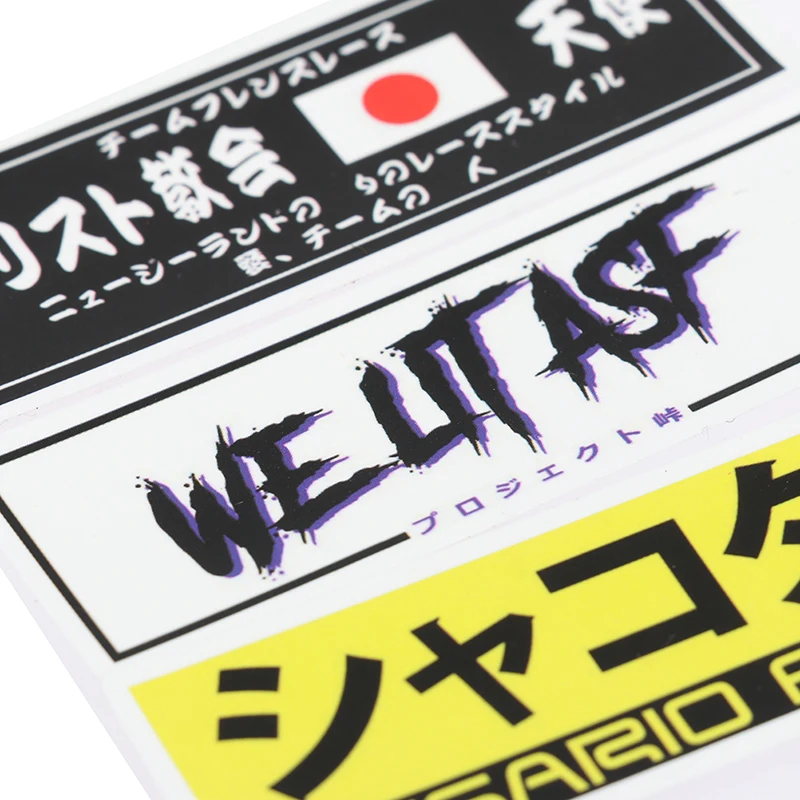 チームフレンズレース
天使
リスト教会
ニュージーランドの
らのレーススタイル
チームの 人
WE LIT ASF
プロジェクト峠
シャコタ
SARIO